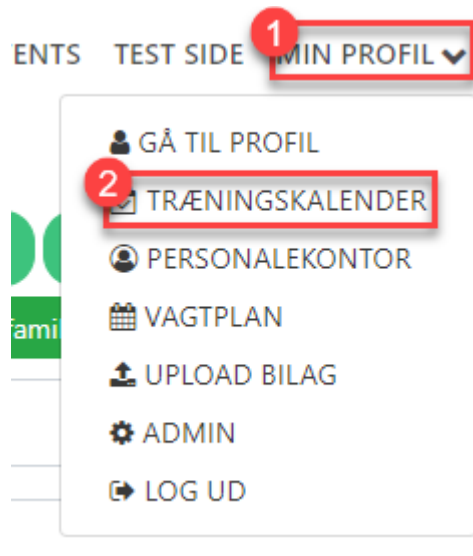 ENTS TEST SIDE MIN PROFIL
1
GÅ TIL PROFIL
2
TRÆNINGSKALENDER
PERSONALEKONTOR
VAGTPLAN
fami
UPLOAD BILAG
ADMIN
LOG UD